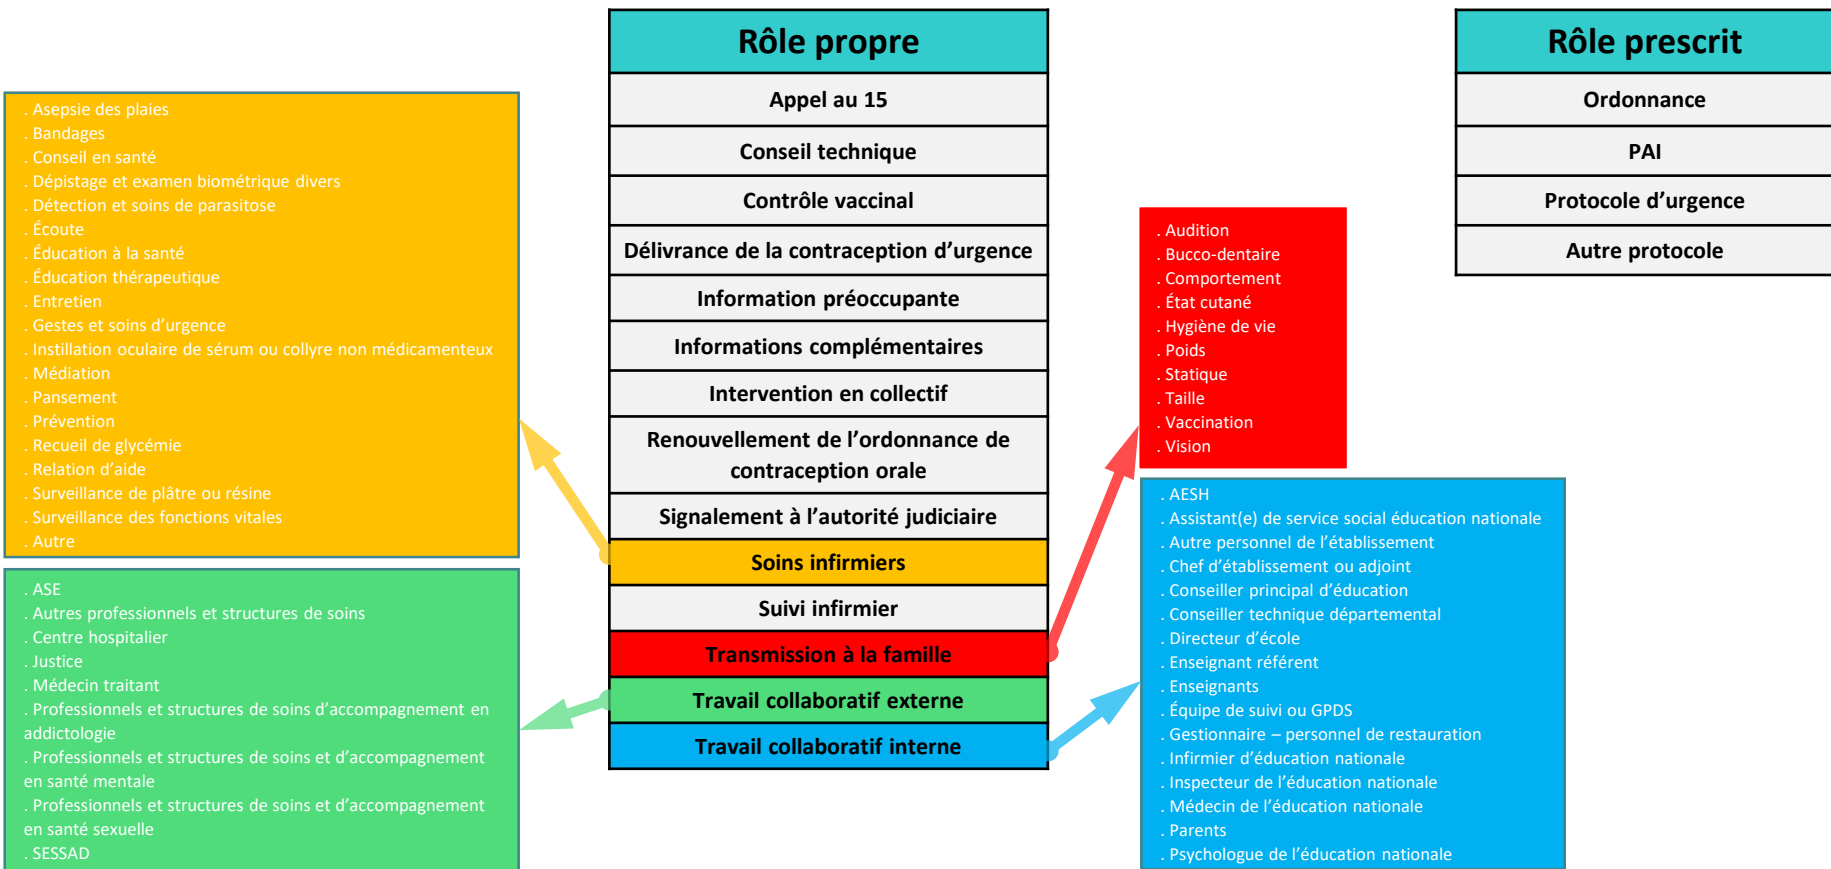 Rôle propre
Appel au 15
Conseil technique
Contrôle vaccinal
Délivrance de la contraception d’urgence
Information préoccupante
Informations complémentaires
Intervention en collectif
Renouvellement de l’ordonnance de
contraception orale
Signalement à l’autorité judiciaire
Soins infirmiers
Suivi infirmier
Transmission à la famille
Travail collaboratif externe
Travail collaboratif interne
Rôle prescrit
Ordonnance
PAI
Protocole d’urgence
Autre protocole
. Asepsie des plaies
. Bandages
. Conseil en santé
. Dépistage et examen biométrique divers
. Détection et soins de parasitose
. Écoute
. Éducation à la santé
. Éducation thérapeutique
. Entretien
. Gestes et soins d’urgence
. Instillation oculaire de sérum ou collyre non médicamenteux
. Médiation
. Pansement
. Prévention
. Recueil de glycémie
. Relation d’aide
. Surveillance de plâtre ou résine
. Surveillance des fonctions vitales
. Autre
. ASE
. Autres professionnels et structures de soins
. Centre hospitalier
. Justice
. Médecin traitant
. Professionnels et structures de soins d’accompagnement en
addictologie
. Professionnels et structures de soins et d’accompagnement
en santé mentale
. Professionnels et structures de soins et d’accompagnement
en santé sexuelle
. SESSAD
. Audition
. Bucco-dentaire
. Comportement
. État cutané
. Hygiène de vie
. Poids
. Statique
. Taille
. Vaccination
. Vision
. AESH
. Assistant(e) de service social éducation nationale
. Autre personnel de l’établissement
. Chef d’établissement ou adjoint
. Conseiller principal d’éducation
. Conseiller technique départemental
. Directeur d’école
. Enseignant référent
. Enseignants
. Équipe de suivi ou GPDS
. Gestionnaire – personnel de restauration
. Infirmier d’éducation nationale
. Inspecteur de l’éducation nationale
. Médecin de l’éducation nationale
. Parents
. Psychologue de l’éducation nationale